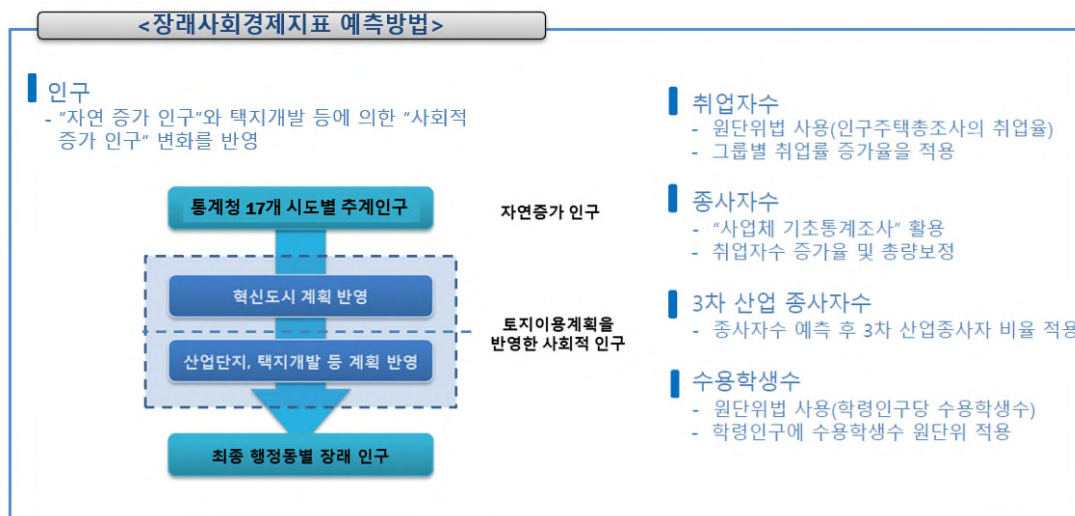 <장래사회경제지표 예측방법>
인구
- "자연 증가 인구"와 택지개발 등에 의한 "사회적
증가 인구" 변화를 반영
통계청 17개 시도별 추계인구
자연증가 인구
혁신도시 계획 반영
토지이용계획을
반영한 사회적 인구
산업단지, 택지개발 등 계획 반영
최종 행정동별 장래 인구
취업자수
- 원단위법 사용(인구주택총조사의 취업율)
- 그룹별 취업률 증가율을 적용
종사자수
- "사업체 기초통계조사" 활용
- 취업자수 증가율 및 총량보정
3차 산업 종사자수
- 종사자수 예측 후 3차 산업종사자 비율 적용
수용학생수
- 원단위법 사용(학령인구당 수용학생수)
- 학령인구에 수용학생수 원단위 적용